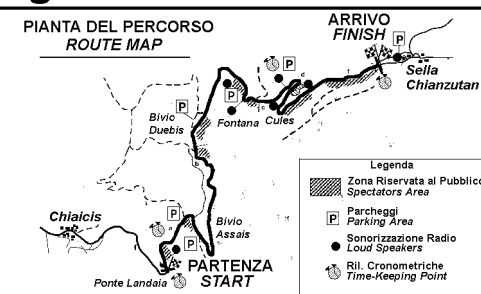 PIANTA DEL PERCORSO
ROUTE MAP
ARRIVO
FINISH
P
Sella
Chianzutan
P
P
P
Bivio
Duebis
Fontana
Cules
Chiaicis
P
P
Bivio
Assais
Ponte Landaia
PARTENZA
START
Legenda
Zona Riservata al Pubblico
Spectators Area
P
Parcheggi
Parking Area
Sonorizzazione Radio
Loud Speakers
Ril. Cronometriche
Time-Keeping Point